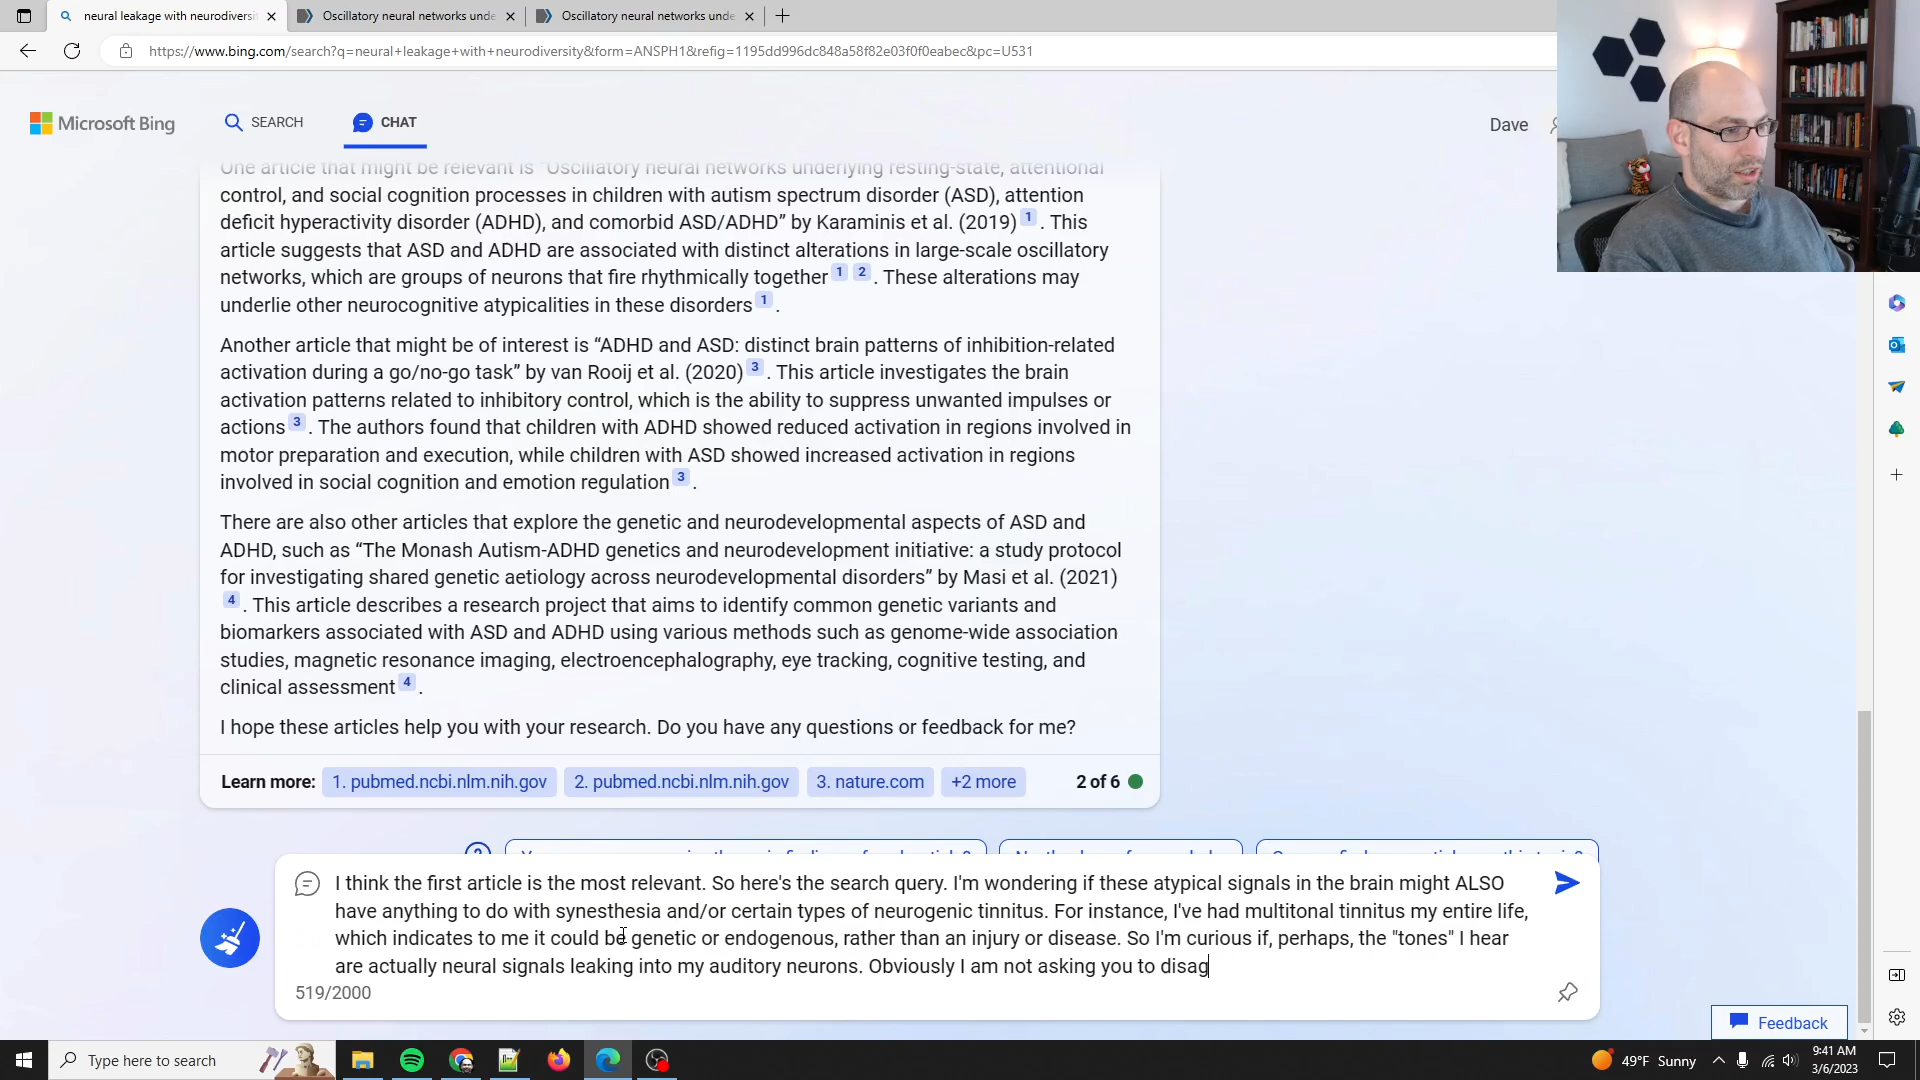 neural leakage with neurodiversi
Oscillatory neural networks unde
Oscillatory neural networks unde
https://www.bing.com/search?q=neural+leakage+with+neurodiversity&form=ANSPH1&refig=1195dd996dc848a58f82e03f0f0eabec&pc=U531
Microsoft Bing
SEARCH
CHAT
Dave
One article that might be relevant is "Oscillatory neural networks underlying resting-state, attentional
control, and social cognition processes in children with autism spectrum disorder (ASD), attention
deficit hyperactivity disorder (ADHD), and comorbid ASD/ADHD” by Karaminis et al. (2019) 1 . This
article suggests that ASD and ADHD are associated with distinct alterations in large-scale oscillatory
networks, which are groups of neurons that fire rhythmically together 1 2 . These alterations may
underlie other neurocognitive atypicalities in these disorders 1 .
Another article that might be of interest is “ADHD and ASD: distinct brain patterns of inhibition-related
activation during a go/no-go task” by van Rooij et al. (2020) 3 . This article investigates the brain
activation patterns related to inhibitory control, which is the ability to suppress unwanted impulses or
actions 3 . The authors found that children with ADHD showed reduced activation in regions involved in
motor preparation and execution, while children with ASD showed increased activation in regions
involved in social cognition and emotion regulation 3 .
There are also other articles that explore the genetic and neurodevelopmental aspects of ASD and
ADHD, such as “The Monash Autism-ADHD genetics and neurodevelopment initiative: a study protocol
for investigating shared genetic aetiology across neurodevelopmental disorders” by Masi et al. (2021)
4 . This article describes a research project that aims to identify common genetic variants and
biomarkers associated with ASD and ADHD using various methods such as genome-wide association
studies, magnetic resonance imaging, electroencephalography, eye tracking, cognitive testing, and
clinical assessment 4 .
I hope these articles help you with your research. Do you have any questions or feedback for me?
Learn more: 1. pubmed.ncbi.nlm.nih.gov 2. pubmed.ncbi.nlm.nih.gov 3. nature.com +2 more 2 of 6
I think the first article is the most relevant. So here's the search query. I'm wondering if these atypical signals in the brain might ALSO
have anything to do with synesthesia and/or certain types of neurogenic tinnitus. For instance, I've had multitonal tinnitus my entire life,
which indicates to me it could be genetic or endogenous, rather than an injury or disease. So I'm curious if, perhaps, the "tones" I hear
are actually neural signals leaking into my auditory neurons. Obviously I am not asking you to disag
519/2000
Feedback
Type here to search
49°F Sunny
9:41 AM
3/6/2023